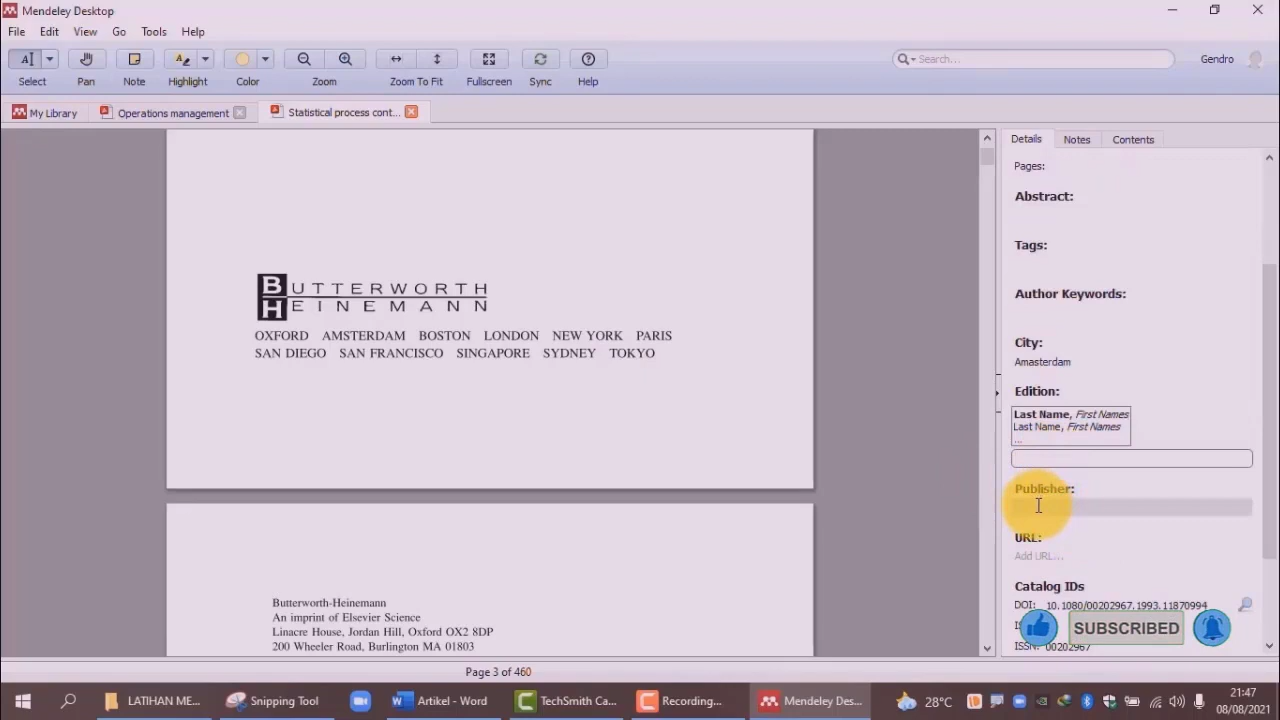 Mendeley Desktop
File Edit View Go Tools Help
Select Pan Note Highlight Color Zoom Zoom To Fit Fullscreen Sync Help
Search...
Gendro
My Library
Operations management
Statistical process cont...
BUTTERWORTH
HEINEMANN
OXFORD AMSTERDAM BOSTON LONDON NEW YORK PARIS
SAN DIEGO SAN FRANCISCO SINGAPORE SYDNEY TOKYO
Butterworth-Heinemann
An imprint of Elsevier Science
Linacre House, Jordan Hill, Oxford OX2 8DP
200 Wheeler Road, Burlington MA 01803
Details Notes Contents
Pages:
Abstract:
Tags:
Author Keywords:
City:
Amasterdam
Edition:
Last Name, First Names
Last Name, First Names
...
Publisher:
URL:
Add URL...
Catalog IDs
DOI: 10.1080/00202967.1993.11870994
SUBSCRIBED
ISSN: 00202967
Page 3 of 460
LATIHAN ME...
Snipping Tool
Artikel - Word
TechSmith Ca...
Recording...
Mendeley Des...
28°C
21:47
08/08/2021